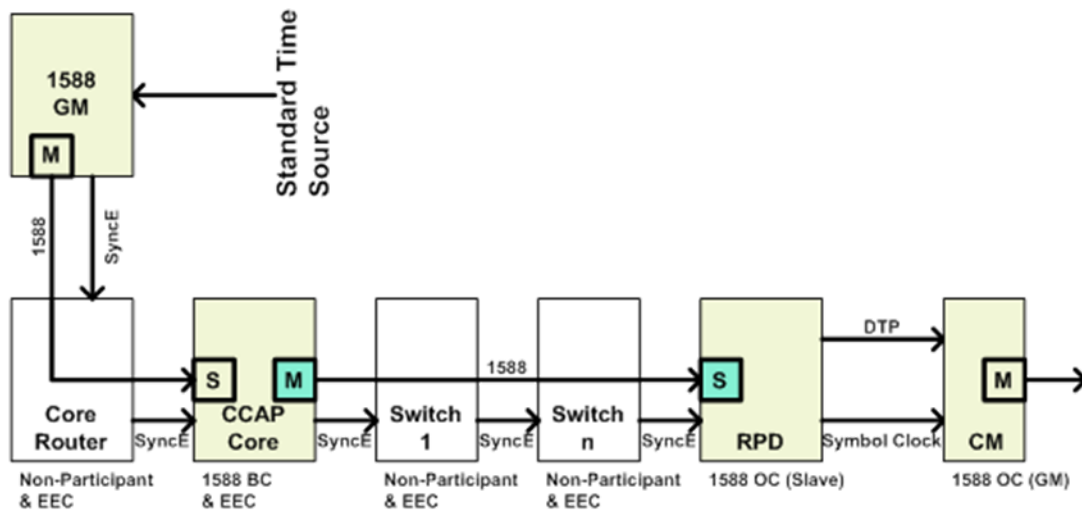 1588
GM
M
Standard Time
Source
1588
SyncE
S
M
1588
S
DTP
M
Core
Router
SyncE
CCAP
Core
SyncE
Switch
1
SyncE
Switch
n
SyncE
RPD
Symbol Clock
CM
Non-Participant
& EEC
1588 BC
& EEC
Non-Participant
& EEC
Non-Participant
& EEC
1588 OC (Slave)
1588 OC (GM)